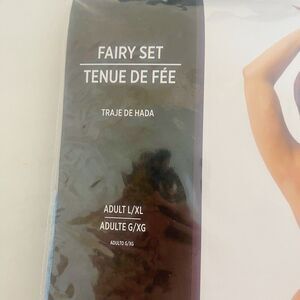 FAIRY SET
TENUE DE FÉE
TRAJE DE HADA
ADULT L/XL
ADULTE G/XG
ADULTO G/XG